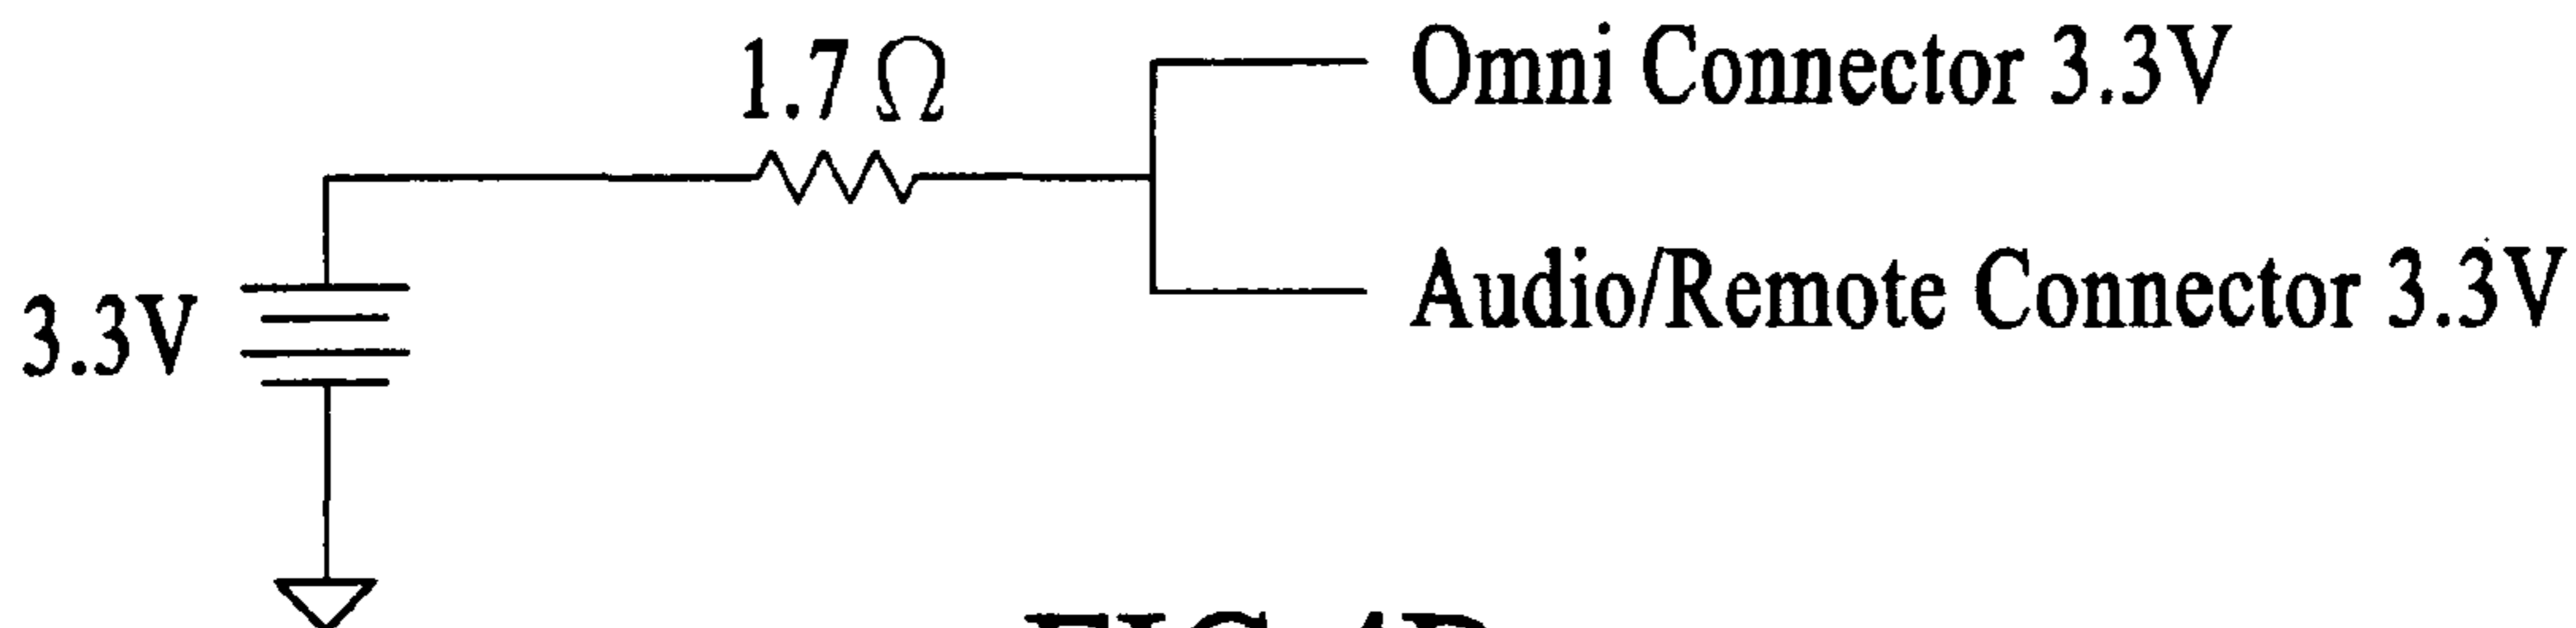 1.7 Ω
Omni Connector 3.3V
3.3V
Audio/Remote Connector 3.3V